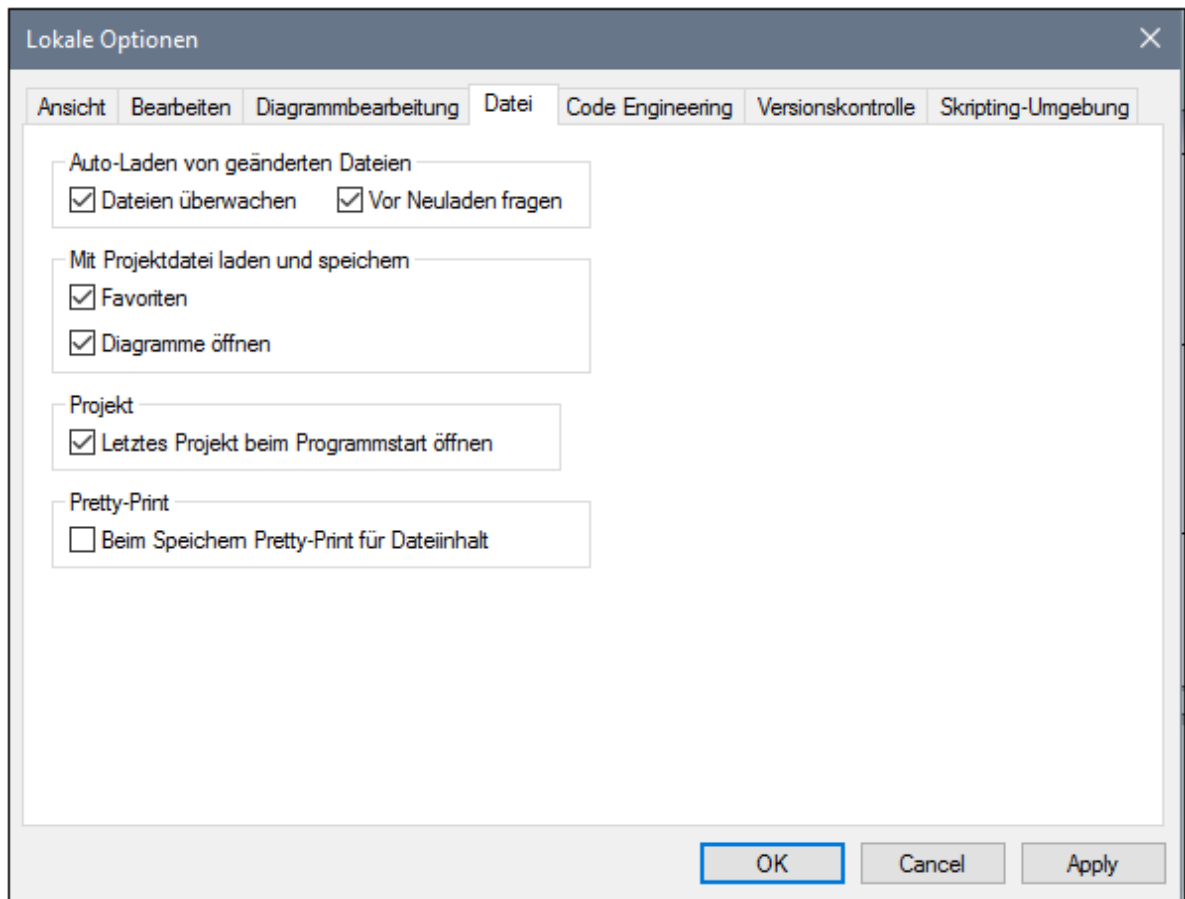 Lokale Optionen
Ansicht Bearbeiten Diagrammbearbeitung Datei Code Engineering Versionskontrolle Skripting-Umgebung
Auto-Laden von geänderten Dateien
Dateien überwachen Vor Neuladen fragen
Mit Projektdatei laden und speichern
Favoriten
Diagramme öffnen
Projekt
Letztes Projekt beim Programmstart öffnen
Pretty-Print
Beim Speichern Pretty-Print für Dateiinhalt
OK Cancel Apply